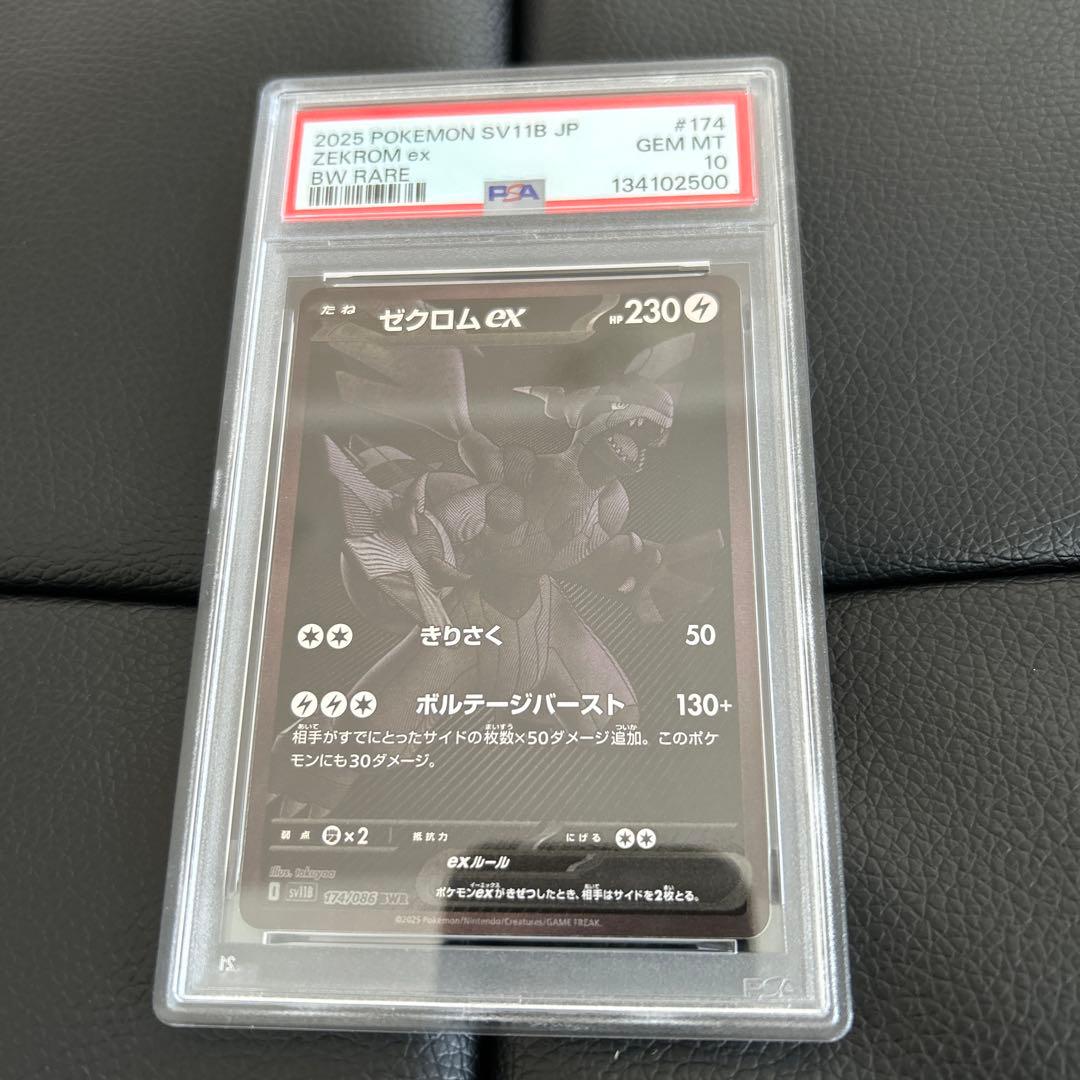 2025 POKEMON SV11B JP #174
ZEKROM ex GEM MT
BW RARE 10
PSA 134102500
たね ゼクロムex HP230
きりさく 50
ボルテージバースト 130+
相手がすでにとったサイドの枚数×50ダメージ追加。このポケ
モンにも30ダメージ。
弱点 ×2 抵抗力 にげる
exルール
ポケモンexがきぜつしたとき、相手はサイドを2枚とる。
Illus. takuyoa
I sv11B 174/086 BWR
©2025 Pokémon/Nintendo/Creatures/GAME FREAK.
21
PSA